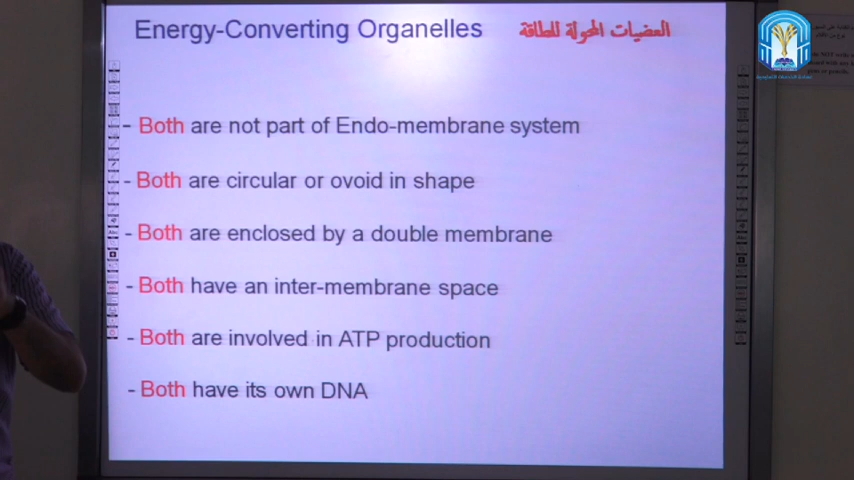 Energy-Converting Organelles العضيات المحولة للطاقة
- Both are not part of Endo-membrane system
- Both are circular or ovoid in shape
- Both are enclosed by a double membrane
- Both have an inter-membrane space
- Both are involved in ATP production
- Both have its own DNA